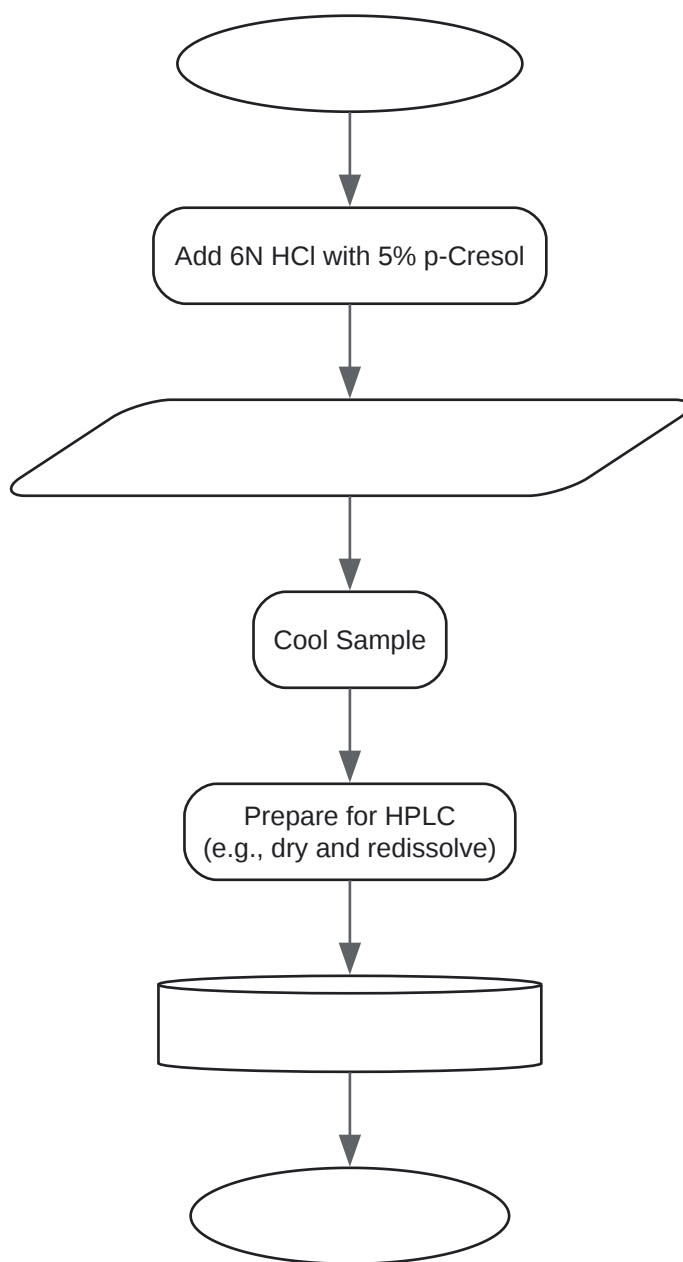 Add 6N HCl with 5% p-Cresol
Cool Sample
Prepare for HPLC
(e.g., dry and redissolve)